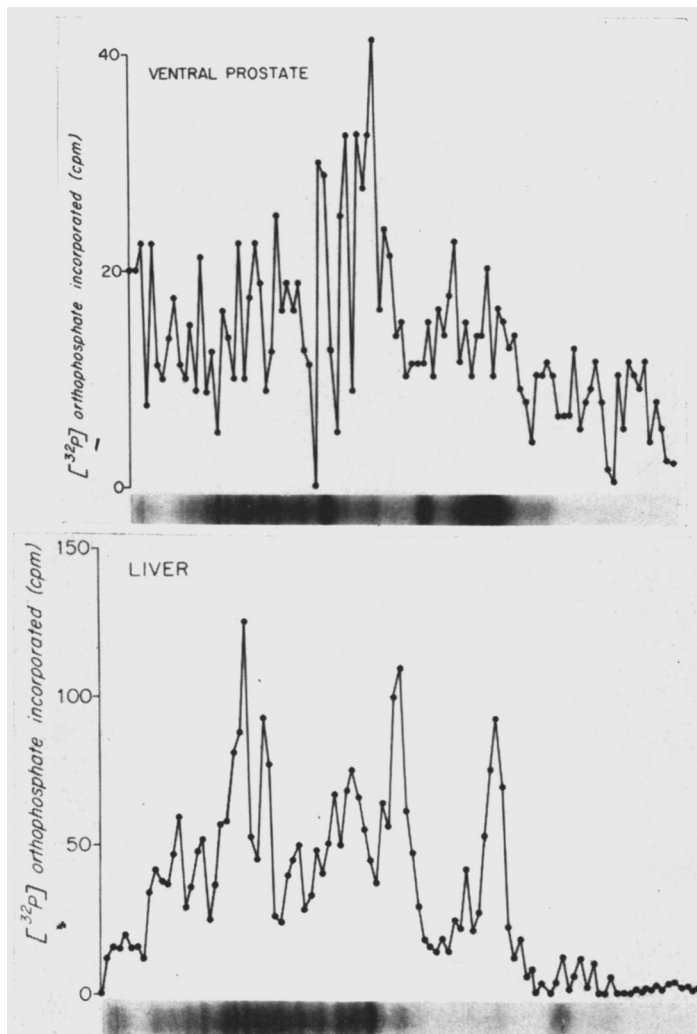 VENTRAL PROSTATE
[³²P] orthophosphate incorporated (cpm)
40
20
0
LIVER
[³²P] orthophosphate incorporated (cpm)
150
100
50
0